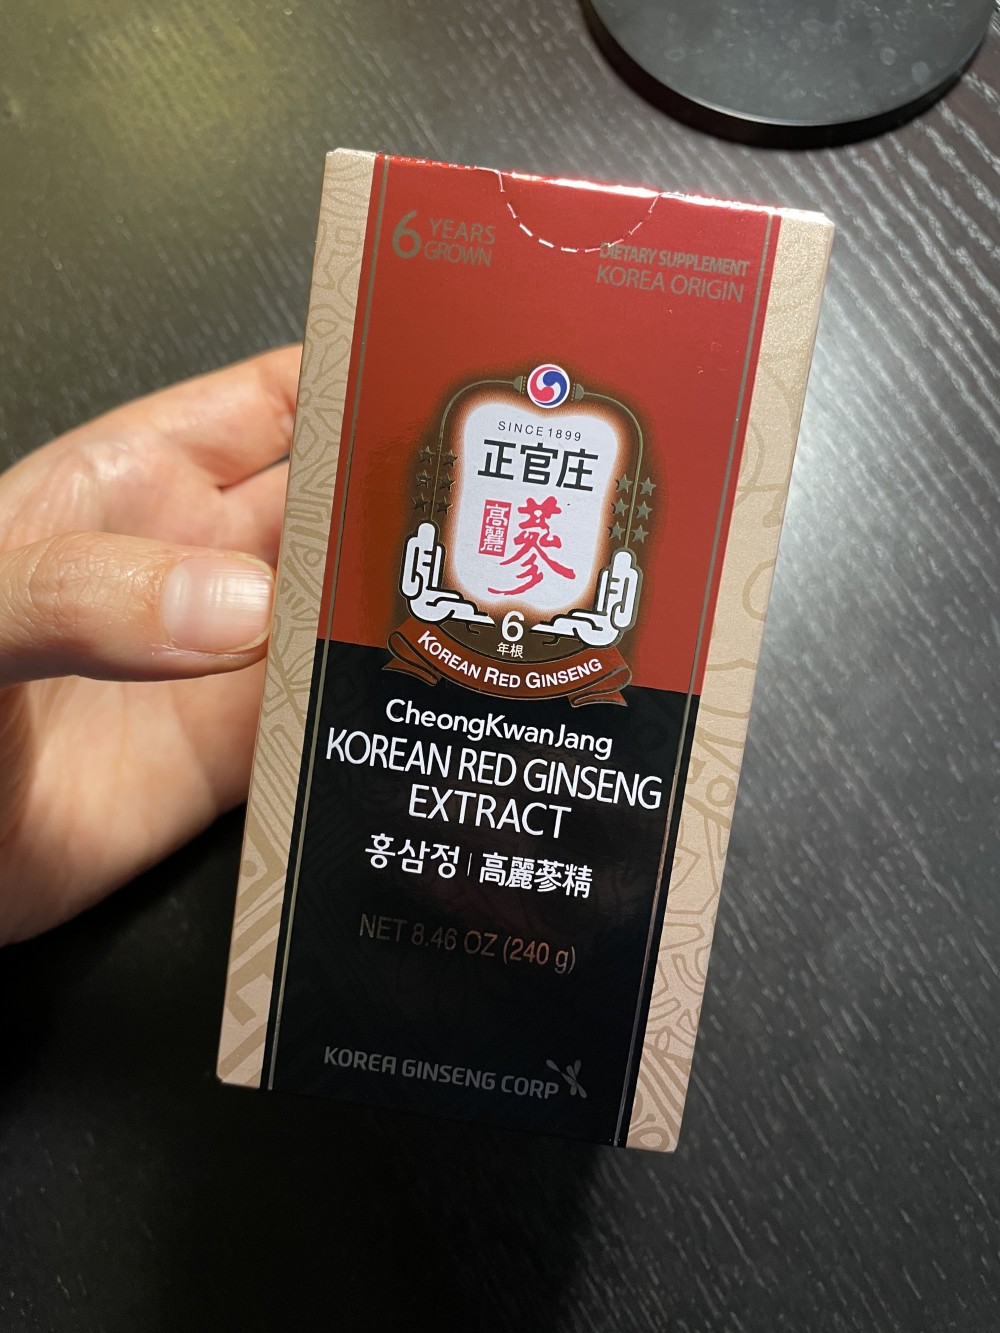 6 YEARS
GROWN
DIETARY SUPPLEMENT
KOREA ORIGIN
SINCE 1899
正官庄
高麗
蔘
6
年根
KOREAN RED GINSENG
CheongKwanJang
KOREAN RED GINSENG
EXTRACT
홍삼정 | 高麗蔘精
NET 8.46 OZ (240 g)
KOREA GINSENG CORP